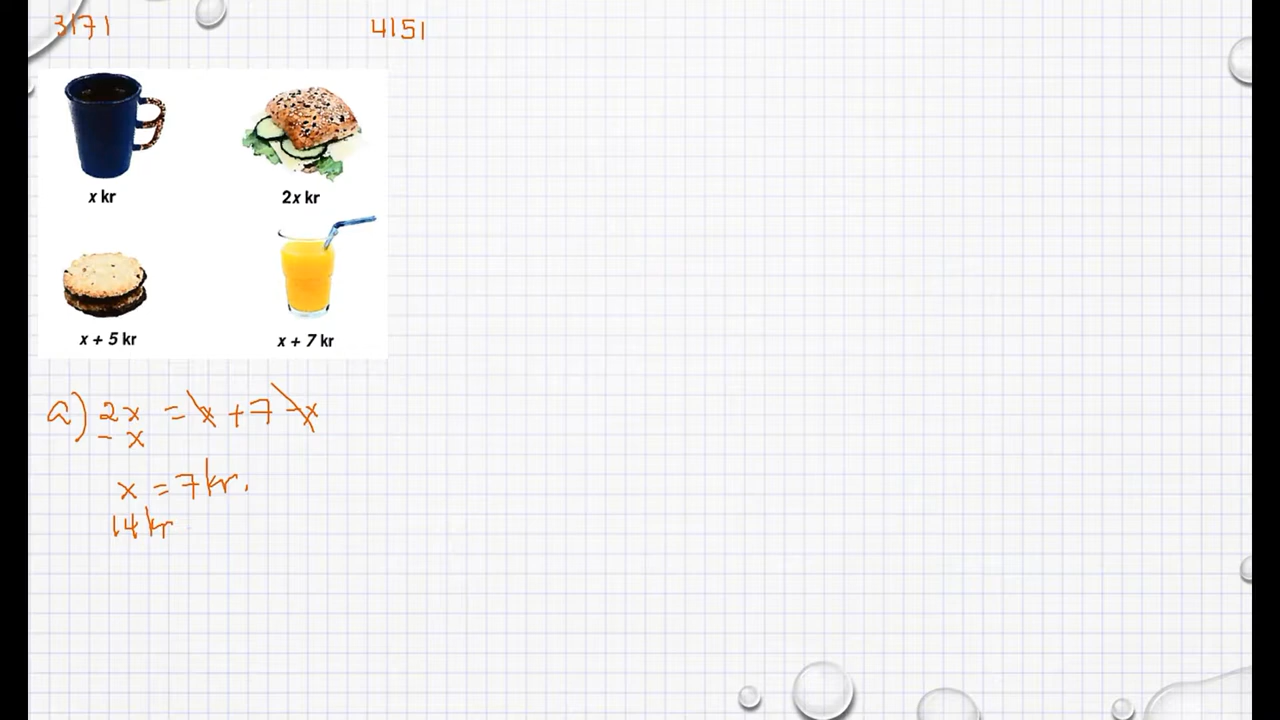 3171 4151
x kr 2x kr
x + 5 kr x + 7 kr
a) 2x = x + 7 - x
- x
x = 7 kr.
14 kr